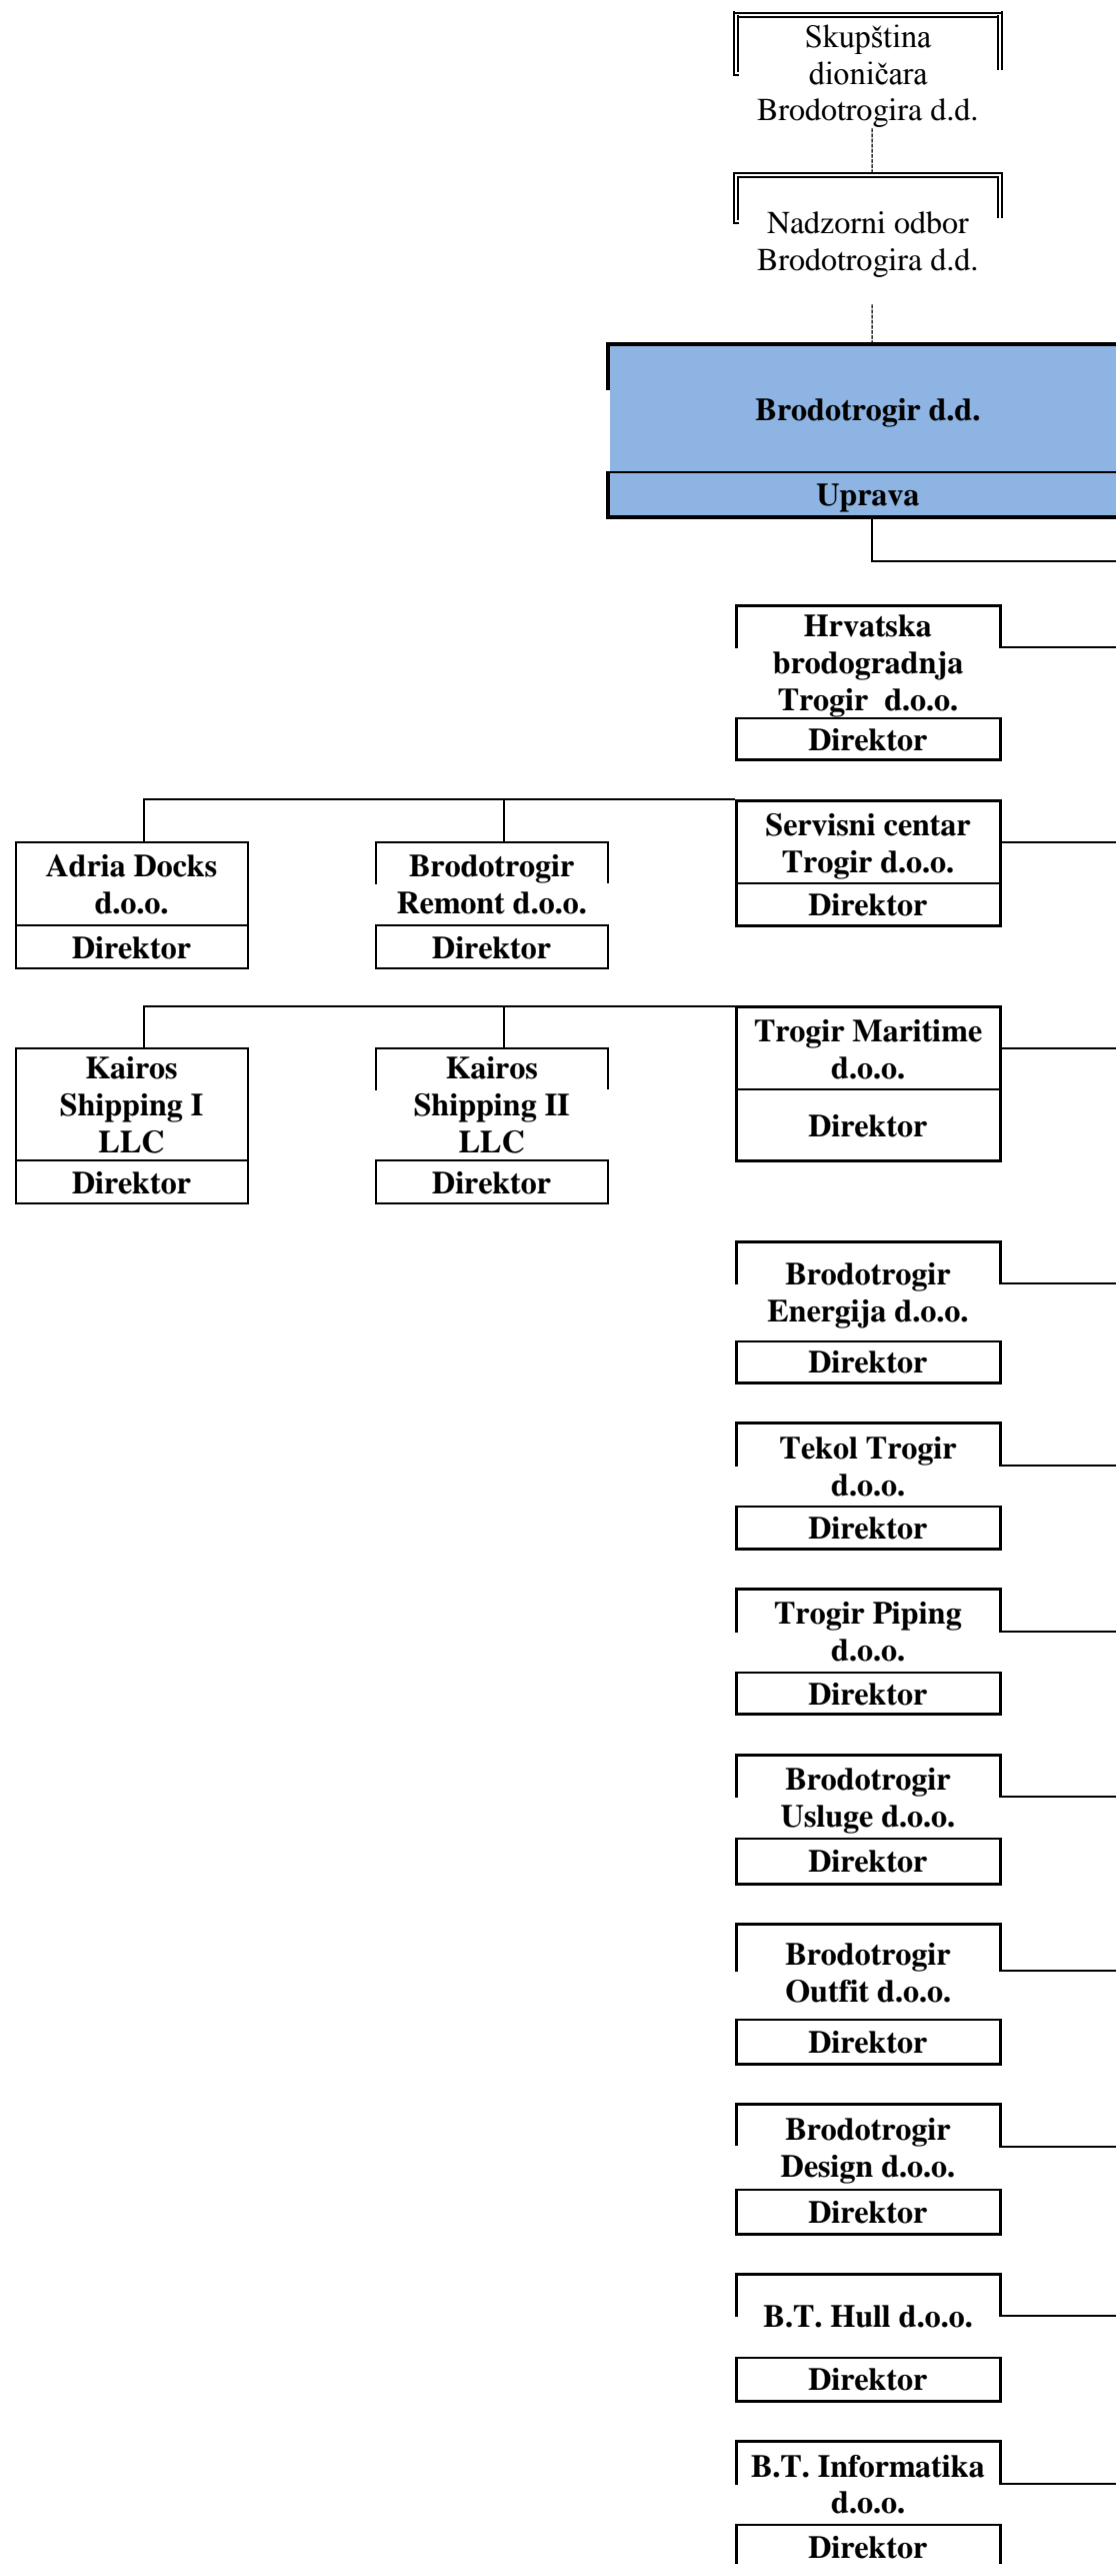 Skupština
dioničara
Brodotrogira d.d.
Nadzorni odbor
Brodotrogira d.d.
Brodotrogir d.d.
Uprava
Hrvatska
brodogradnja
Trogir d.o.o.
Direktor
Servisni centar
Trogir d.o.o.
Direktor
Adria Docks
d.o.o.
Direktor
Brodotrogir
Remont d.o.o.
Direktor
Trogir Maritime
d.o.o.
Direktor
Kairos
Shipping I
LLC
Direktor
Kairos
Shipping II
LLC
Direktor
Brodotrogir
Energija d.o.o.
Direktor
Tekol Trogir
d.o.o.
Direktor
Trogir Piping
d.o.o.
Direktor
Brodotrogir
Usluge d.o.o.
Direktor
Brodotrogir
Outfit d.o.o.
Direktor
Brodotrogir
Design d.o.o.
Direktor
B.T. Hull d.o.o.
Direktor
B.T. Informatika
d.o.o.
Direktor